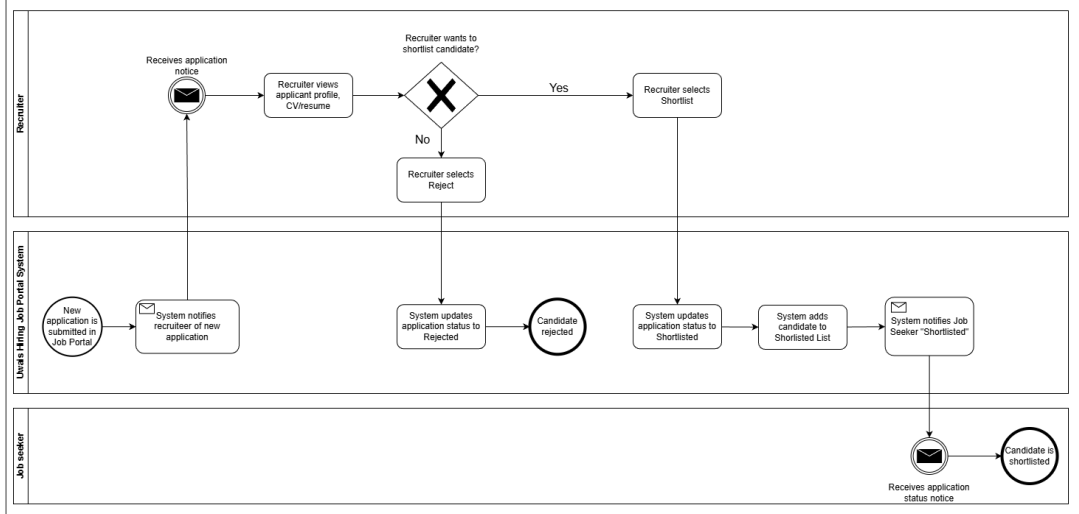 Recruiter
Receives application
notice
Recruiter views
applicant profile,
CV/resume
Recruiter wants to
shortlist candidate?
Yes
No
Recruiter selects
Shortlist
Recruiter selects
Reject
Uwais Hiring Job Portal System
New
application is
submitted in
Job Portal
System notifies
recruiteer of new
application
System updates
application status to
Rejected
Candidate
rejected
System updates
application status to
Shortlisted
System adds
candidate to
Shorlisted List
System notifies Job
Seeker "Shortlisted"
Job seeker
Receives application
status notice
Candidate is
shortlisted